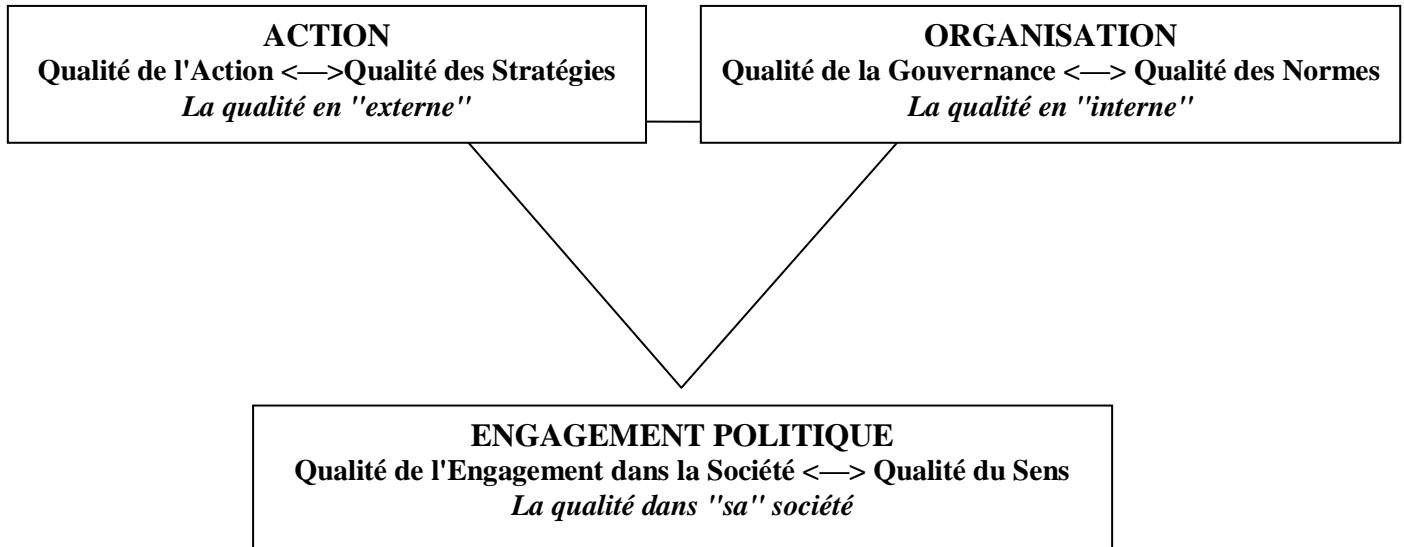 ACTION
Qualité de l'Action <—>Qualité des Stratégies
La qualité en "externe"
ORGANISATION
Qualité de la Gouvernance <—> Qualité des Normes
La qualité en "interne"
ENGAGEMENT POLITIQUE
Qualité de l'Engagement dans la Société <—> Qualité du Sens
La qualité dans "sa" société